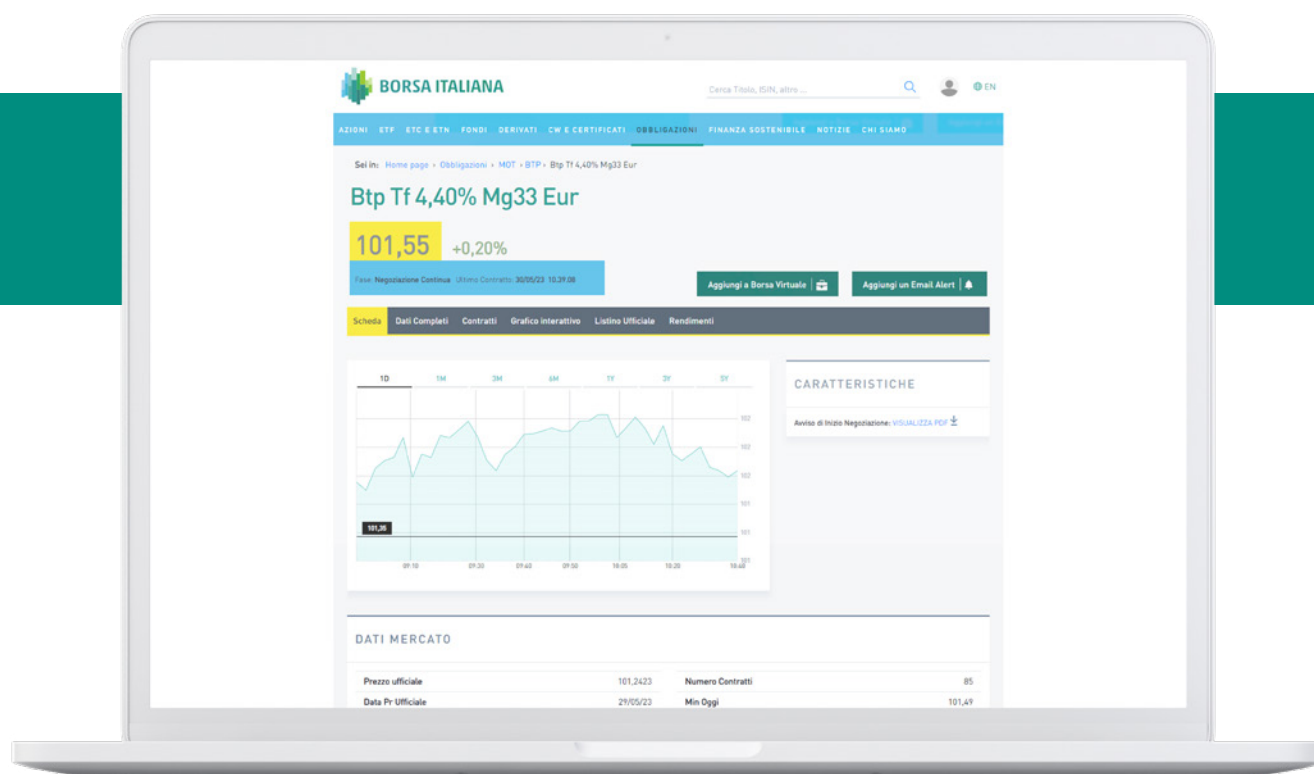 BORSA ITALIANA
Cerca Titolo, ISIN, altro ...
EN
AZIONI ETF ETC E ETN FONDI DERIVATI CW E CERTIFICATI OBBLIGAZIONI FINANZA SOSTENIBILE NOTIZIE CHI SIAMO
Sei in: Home page › Obbligazioni › MOT › BTP › Btp Tf 4,40% Mg33 Eur
Btp Tf 4,40% Mg33 Eur
101,55 +0,20%
Fase: Negoziazione Continua Ultimo Contratto: 30/05/23 10.39.08
Aggiungi a Borsa Virtuale
Aggiungi un Email Alert
Scheda Dati Completi Contratti Grafico interattivo Listino Ufficiale Rendimenti
1D 1M 3M 6M 1Y 3Y 5Y
102
102
102
101
101
101
101,35
09:10 09:30 09:40 09:50 10:05 10:20 10:40
CARATTERISTICHE
Avviso di Inizio Negoziazione: VISUALIZZA PDF
DATI MERCATO
Prezzo ufficiale 101,2423
Numero Contratti 85
Data Pr Ufficiale 29/05/23
Min Oggi 101,49